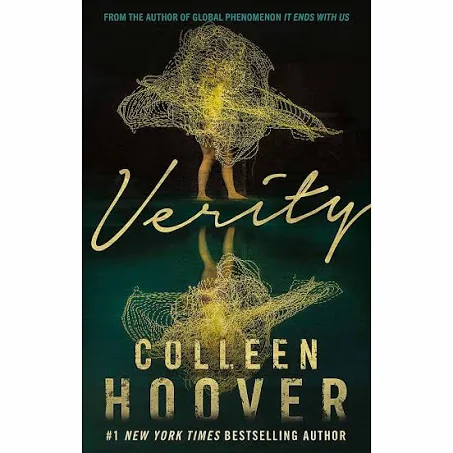 FROM THE AUTHOR OF GLOBAL PHENOMENON IT ENDS WITH US
Verity
COLLEEN
HOOVER
#1 NEW YORK TIMES BESTSELLING AUTHOR